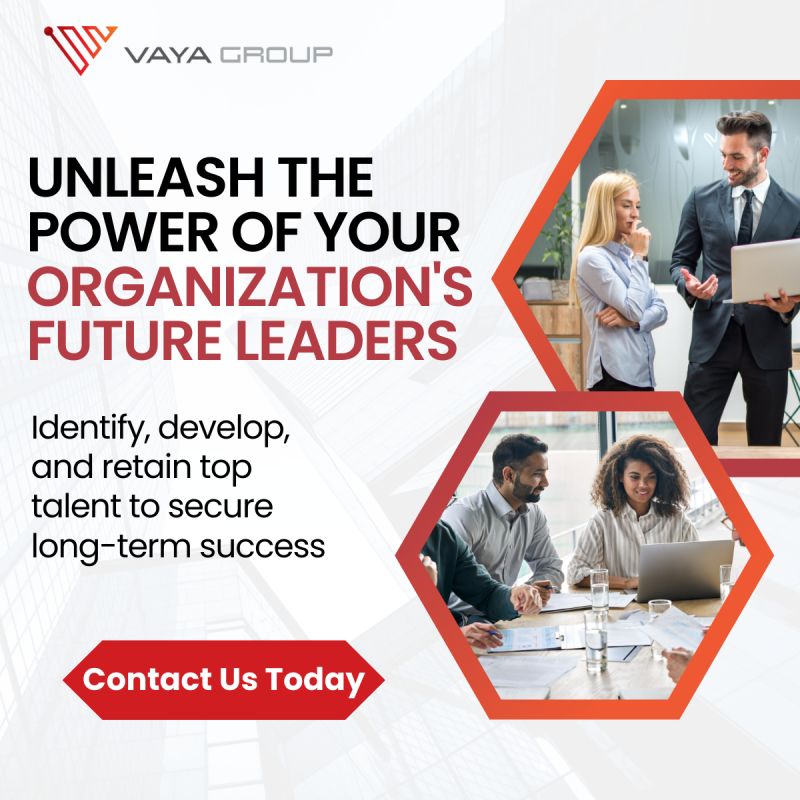 VAYA GROUP
UNLEASH THE
POWER OF YOUR
ORGANIZATION'S
FUTURE LEADERS
Identify, develop,
and retain top
talent to secure
long-term success
Contact Us Today